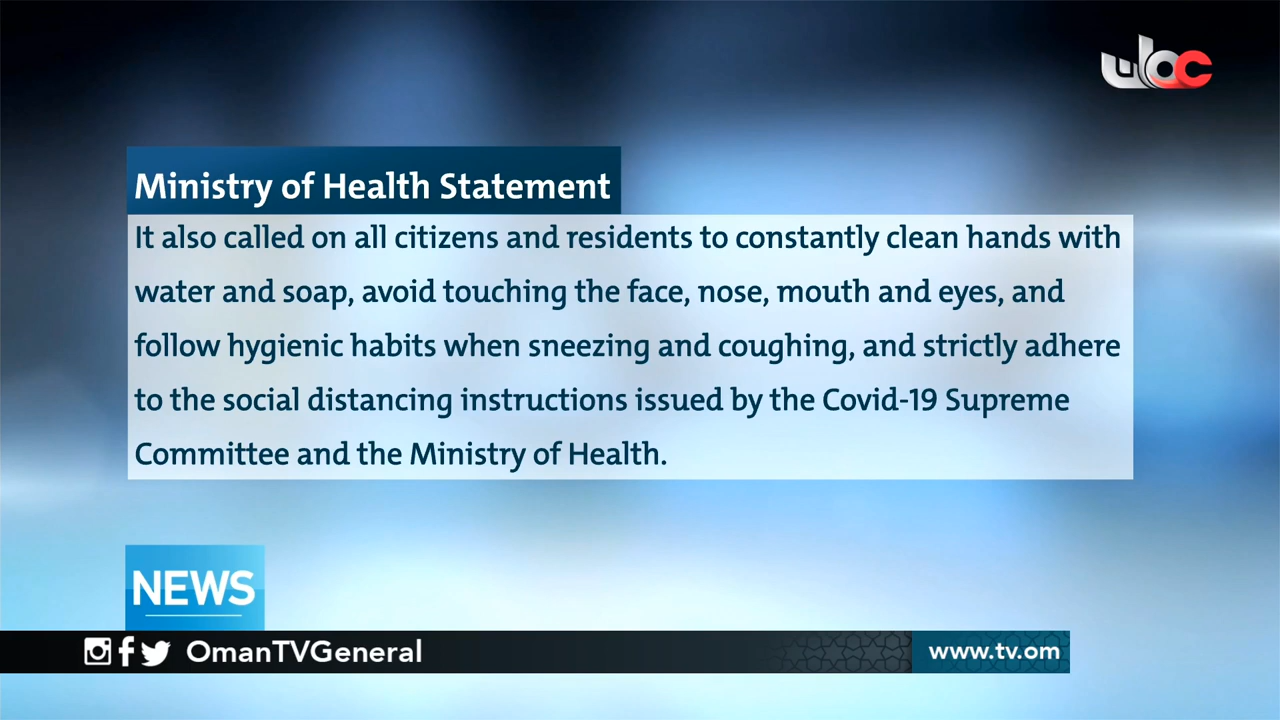 عمان
Ministry of Health Statement
It also called on all citizens and residents to constantly clean hands with
water and soap, avoid touching the face, nose, mouth and eyes, and
follow hygienic habits when sneezing and coughing, and strictly adhere
to the social distancing instructions issued by the Covid-19 Supreme
Committee and the Ministry of Health.
NEWS
OmanTVGeneral
www.tv.om